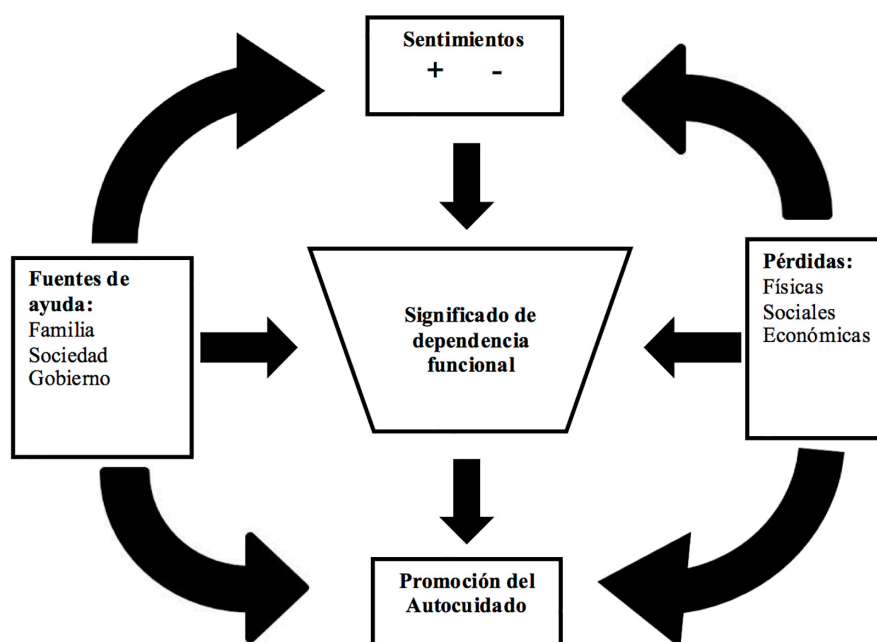 Sentimientos
+ -
Fuentes de
ayuda:
Familia
Sociedad
Gobierno
Significado de
dependencia
funcional
Pérdidas:
Físicas
Sociales
Económicas
Promoción del
Autocuidado